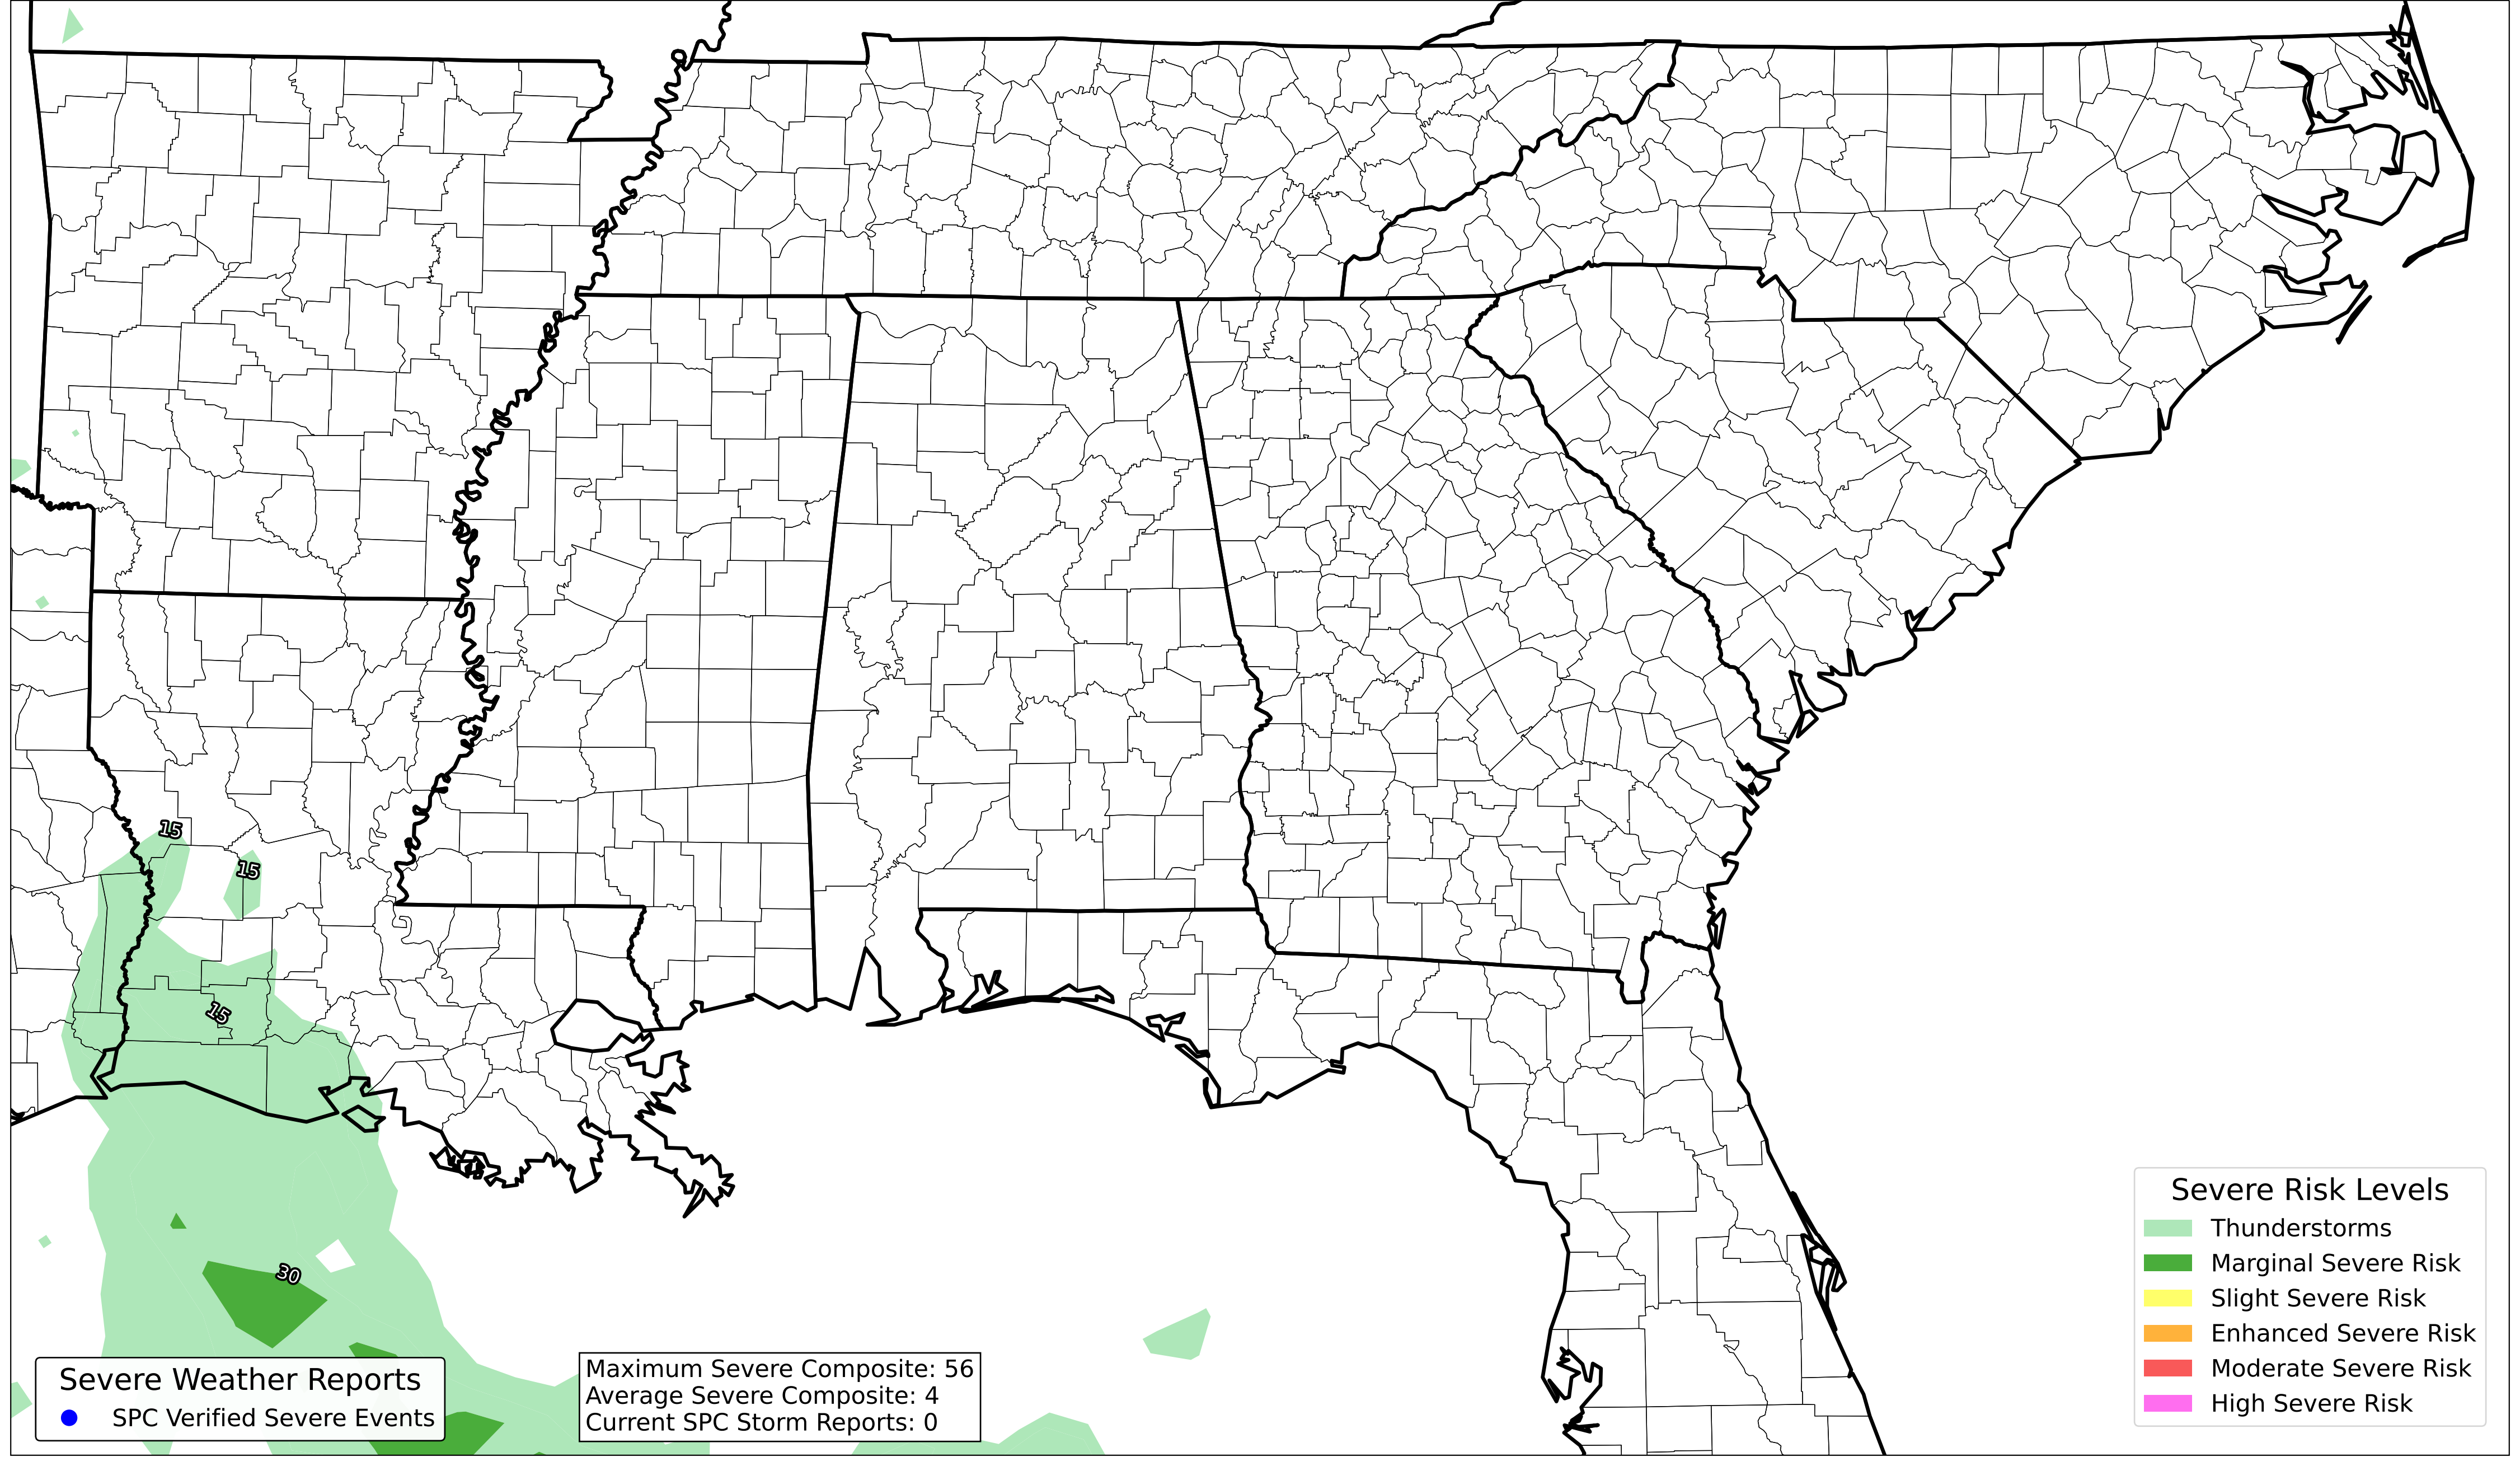 15
15
15
30
Severe Weather Reports
SPC Verified Severe Events
Maximum Severe Composite: 56
Average Severe Composite: 4
Current SPC Storm Reports: 0
Severe Risk Levels
Thunderstorms
Marginal Severe Risk
Slight Severe Risk
Enhanced Severe Risk
Moderate Severe Risk
High Severe Risk